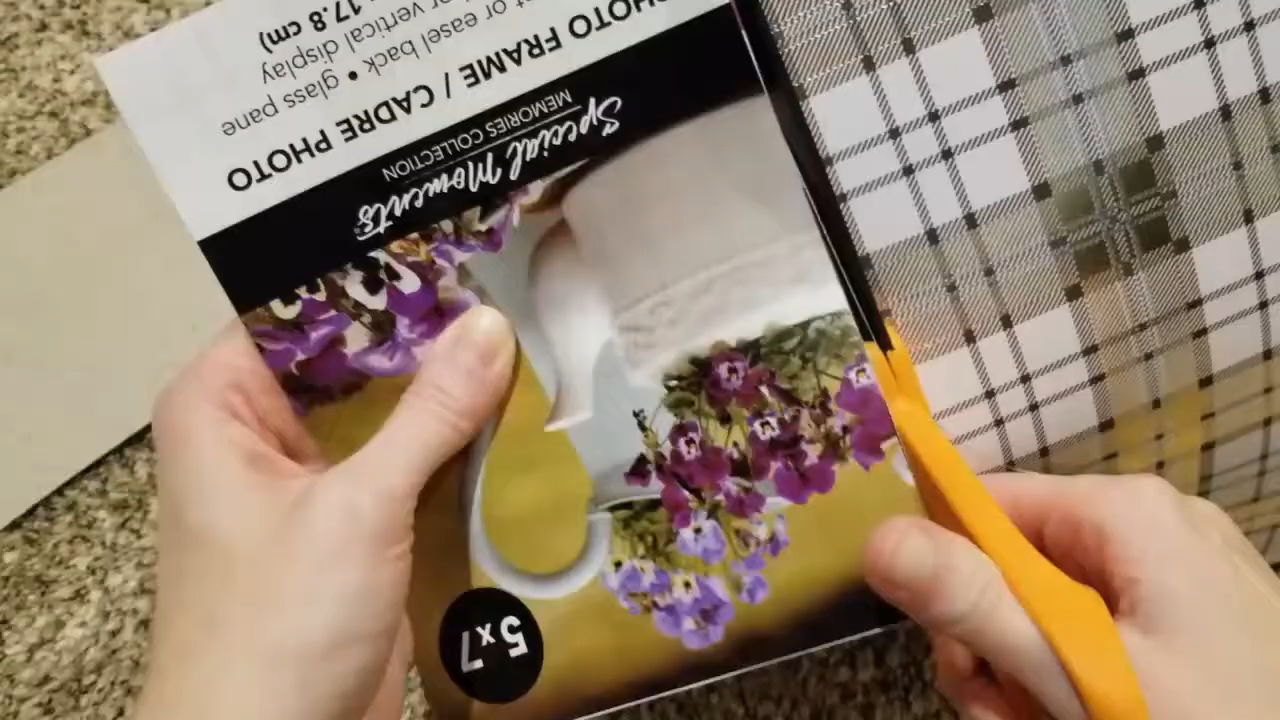 5x7
Special Moments®
MEMORIES COLLECTION
PHOTO FRAME / CADRE PHOTO
or easel back • glass pane
vertical display
17.8 cm)